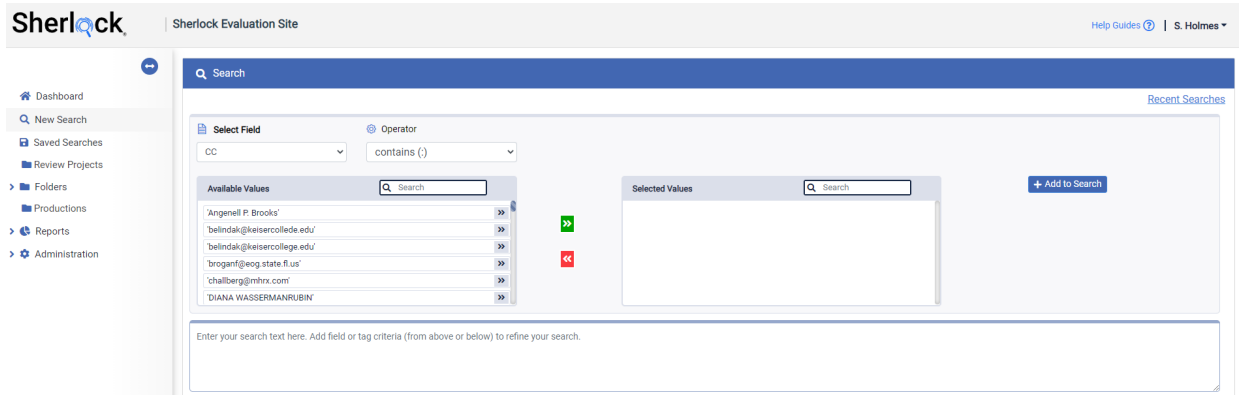 Sherlock
Sherlock Evaluation Site
Help Guides ?
S. Holmes
Search
Recent Searches
Dashboard
New Search
Saved Searches
Review Projects
Folders
Productions
Reports
Administration
Select Field
Operator
CC
contains (:)
Available Values
Search
Selected Values
Search
+ Add to Search
'Angenell P. Brooks'
'belindak@keisercollede.edu'
'belindak@keisercollege.edu'
'broganf@eog.state.fl.us'
'challberg@mhrx.com'
'DIANA WASSERMANRUBIN'
Enter your search text here. Add field or tag criteria (from above or below) to refine your search.